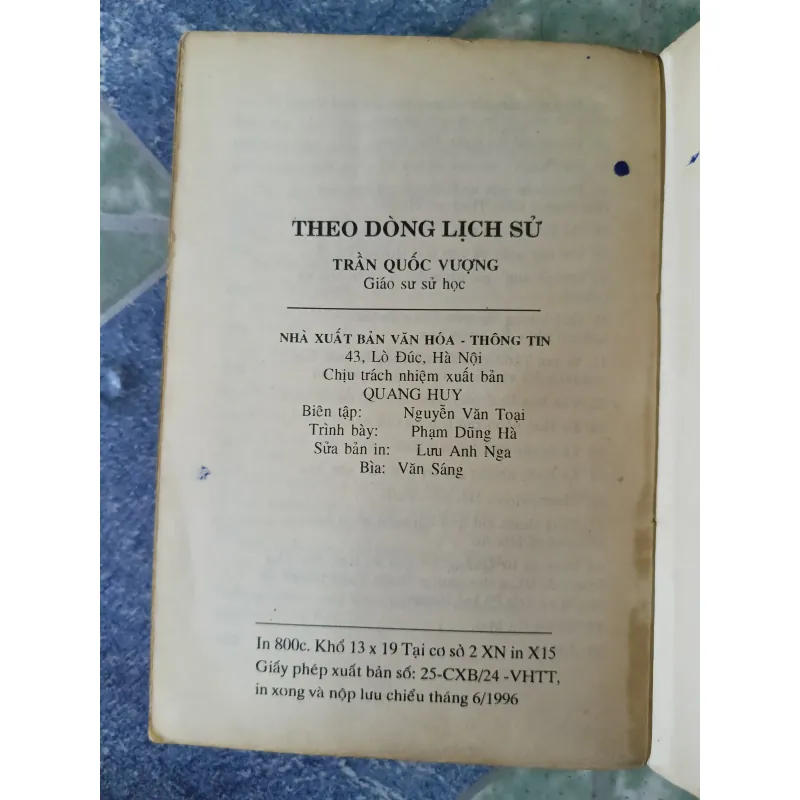 THEO DÒNG LỊCH SỬ
TRẦN QUỐC VƯỢNG
Giáo sư sử học
NHÀ XUẤT BẢN VĂN HÓA - THÔNG TIN
43, Lò Đúc, Hà Nội
Chịu trách nhiệm xuất bản
QUANG HUY
Biên tập: Nguyễn Văn Toại
Trình bày: Phạm Dũng Hà
Sửa bản in: Lưu Anh Nga
Bìa: Văn Sáng
In 800c. Khổ 13 x 19 Tại cơ sở 2 XN in X15
Giấy phép xuất bản số: 25-CXB/24 -VHTT,
in xong và nộp lưu chiểu tháng 6/1996